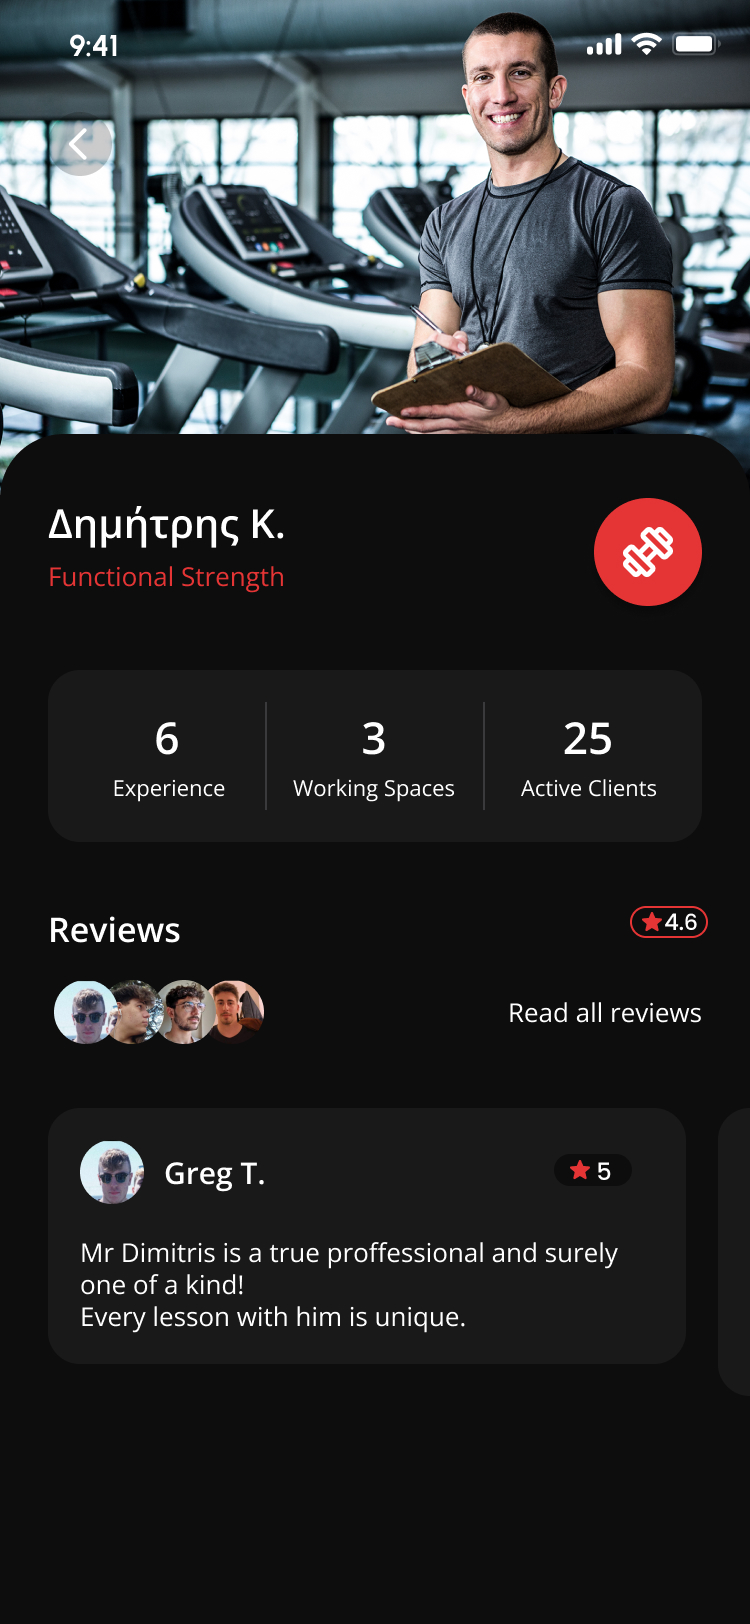 9:41
Δημήτρης Κ.
Functional Strength
6
Experience
3
Working Spaces
25
Active Clients
Reviews
4.6
Read all reviews
Greg T.
5
Mr Dimitris is a true proffessional and surely
one of a kind!
Every lesson with him is unique.